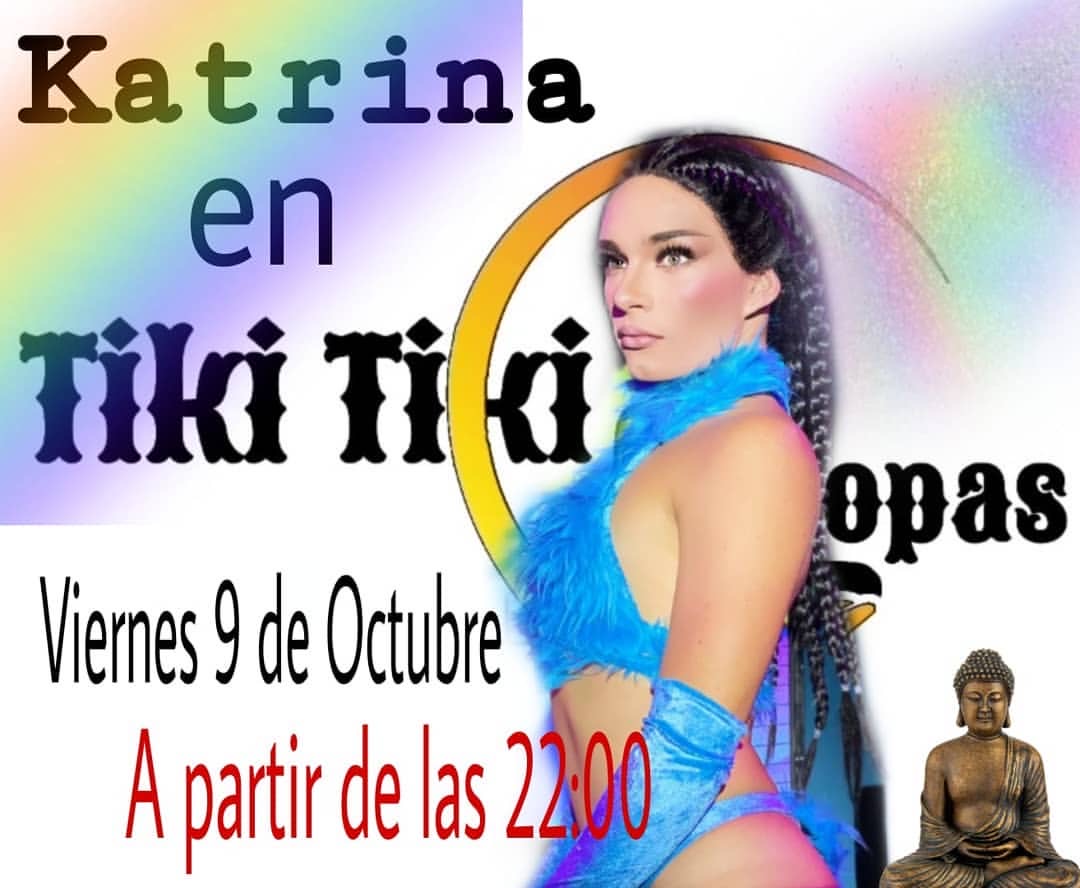 Katrina
en
Tiki Tiki
opas
Viernes 9 de Octubre
A partir de las 22:00